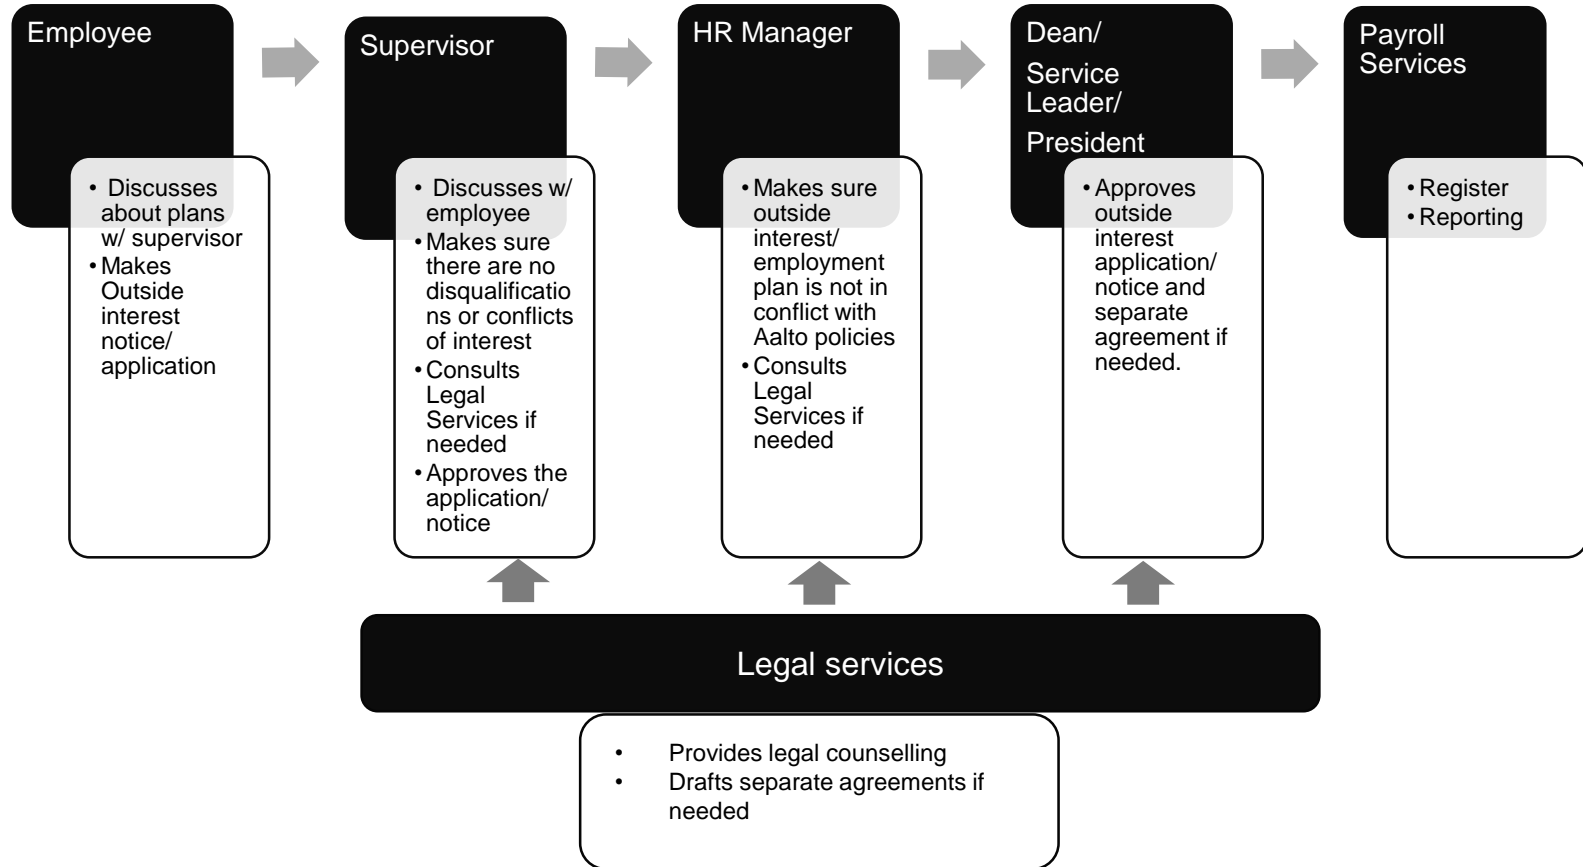 Employee
• Discusses
about plans
w/ supervisor
• Makes
Outside
interest
notice/
application
Supervisor
• Discusses w/
employee
• Makes sure
there are no
disqualificatio
ns or conflicts
of interest
• Consults
Legal
Services if
needed
• Approves the
application/
notice
HR Manager
• Makes sure
outside
interest/
employment
plan is not in
conflict with
Aalto policies
• Consults
Legal
Services if
needed
Dean/
Service
Leader/
President
• Approves
outside
interest
application/
notice and
separate
agreement if
needed.
Payroll
Services
• Register
• Reporting
Legal services
• Provides legal counselling
• Drafts separate agreements if
needed